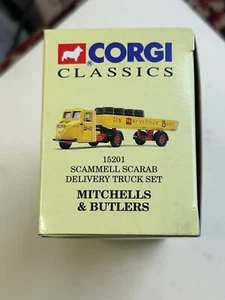 CORGI
CLASSICS
15201
SCAMMELL SCARAB
DELIVERY TRUCK SET
MITCHELLS
& BUTLERS